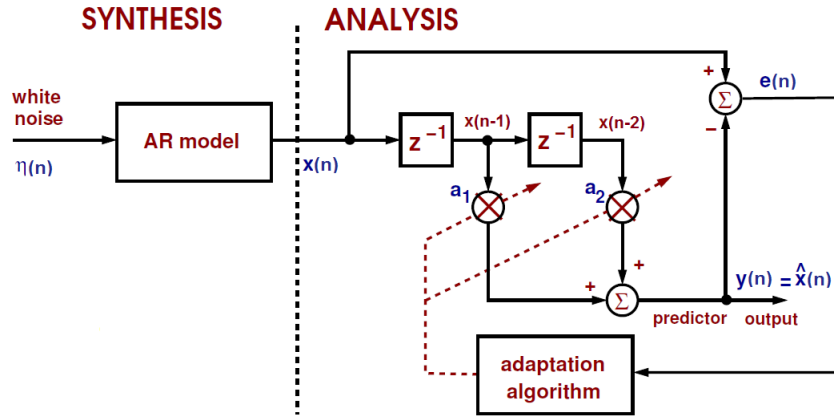 SYNTHESIS
ANALYSIS
white
noise
η(n)
AR model
x(n)
z⁻¹
x(n-1)
z⁻¹
x(n-2)
a₁
a₂
+
Σ
−
e(n)
+
+
Σ
y(n) = x̂(n)
predictor
output
adaptation
algorithm